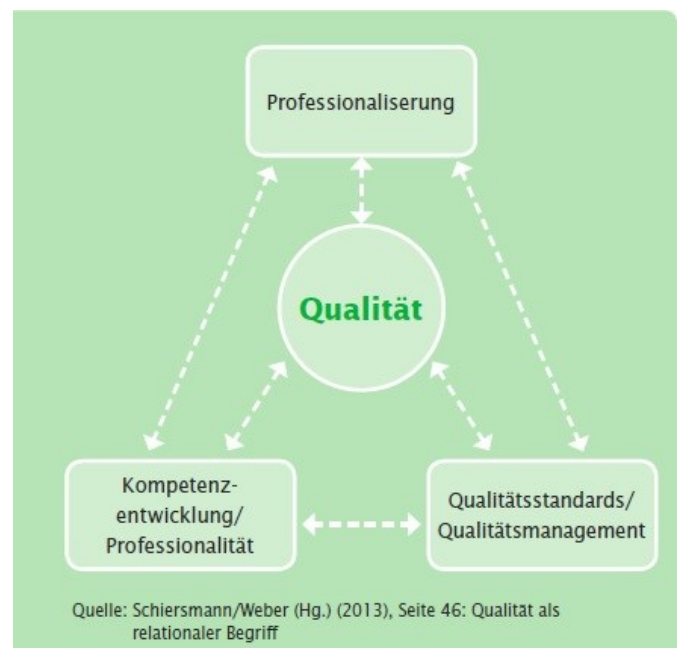 Professionaliserung
Qualität
Kompetenz-
entwicklung/
Professionalität
Qualitätsstandards/
Qualitätsmanagement
Quelle: Schiersmann/Weber (Hg.) (2013), Seite 46: Qualität als
relationaler Begriff